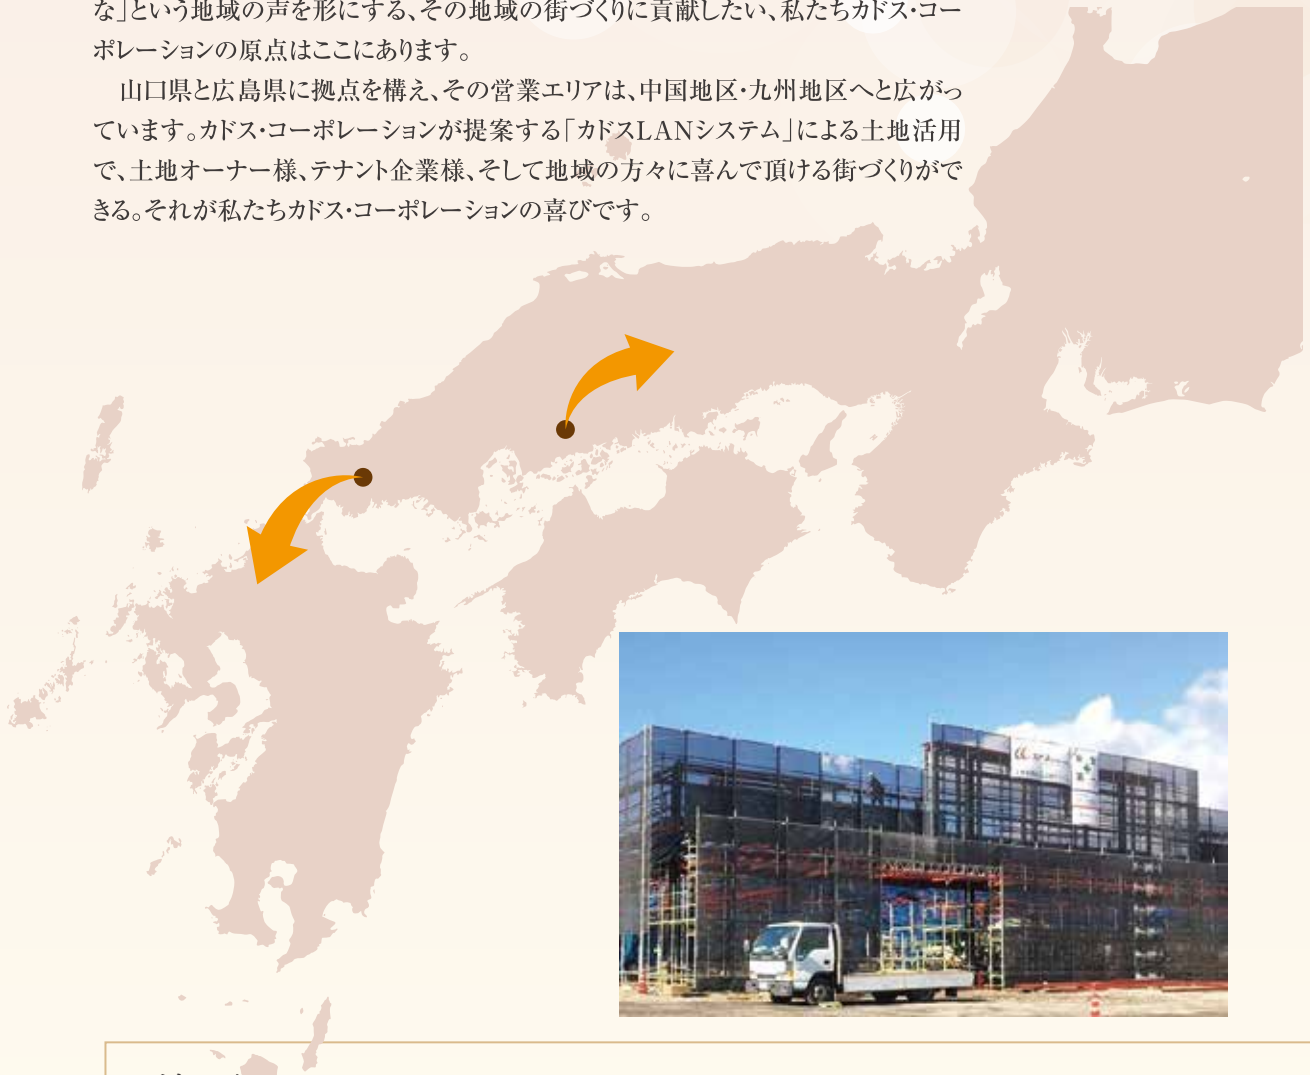 な」という地域の声を形にする、その地域の街づくりに貢献したい、私たちカドス・コー
ポレーションの原点はここにあります。
山口県と広島県に拠点を構え、その営業エリアは、中国地区・九州地区へと広がっ
ています。カドス・コーポレーションが提案する「カドスLANシステム」による土地活用
で、土地オーナー様、テナント企業様、そして地域の方々に喜んで頂ける街づくりがで
きる。それが私たちカドス・コーポレーションの喜びです。